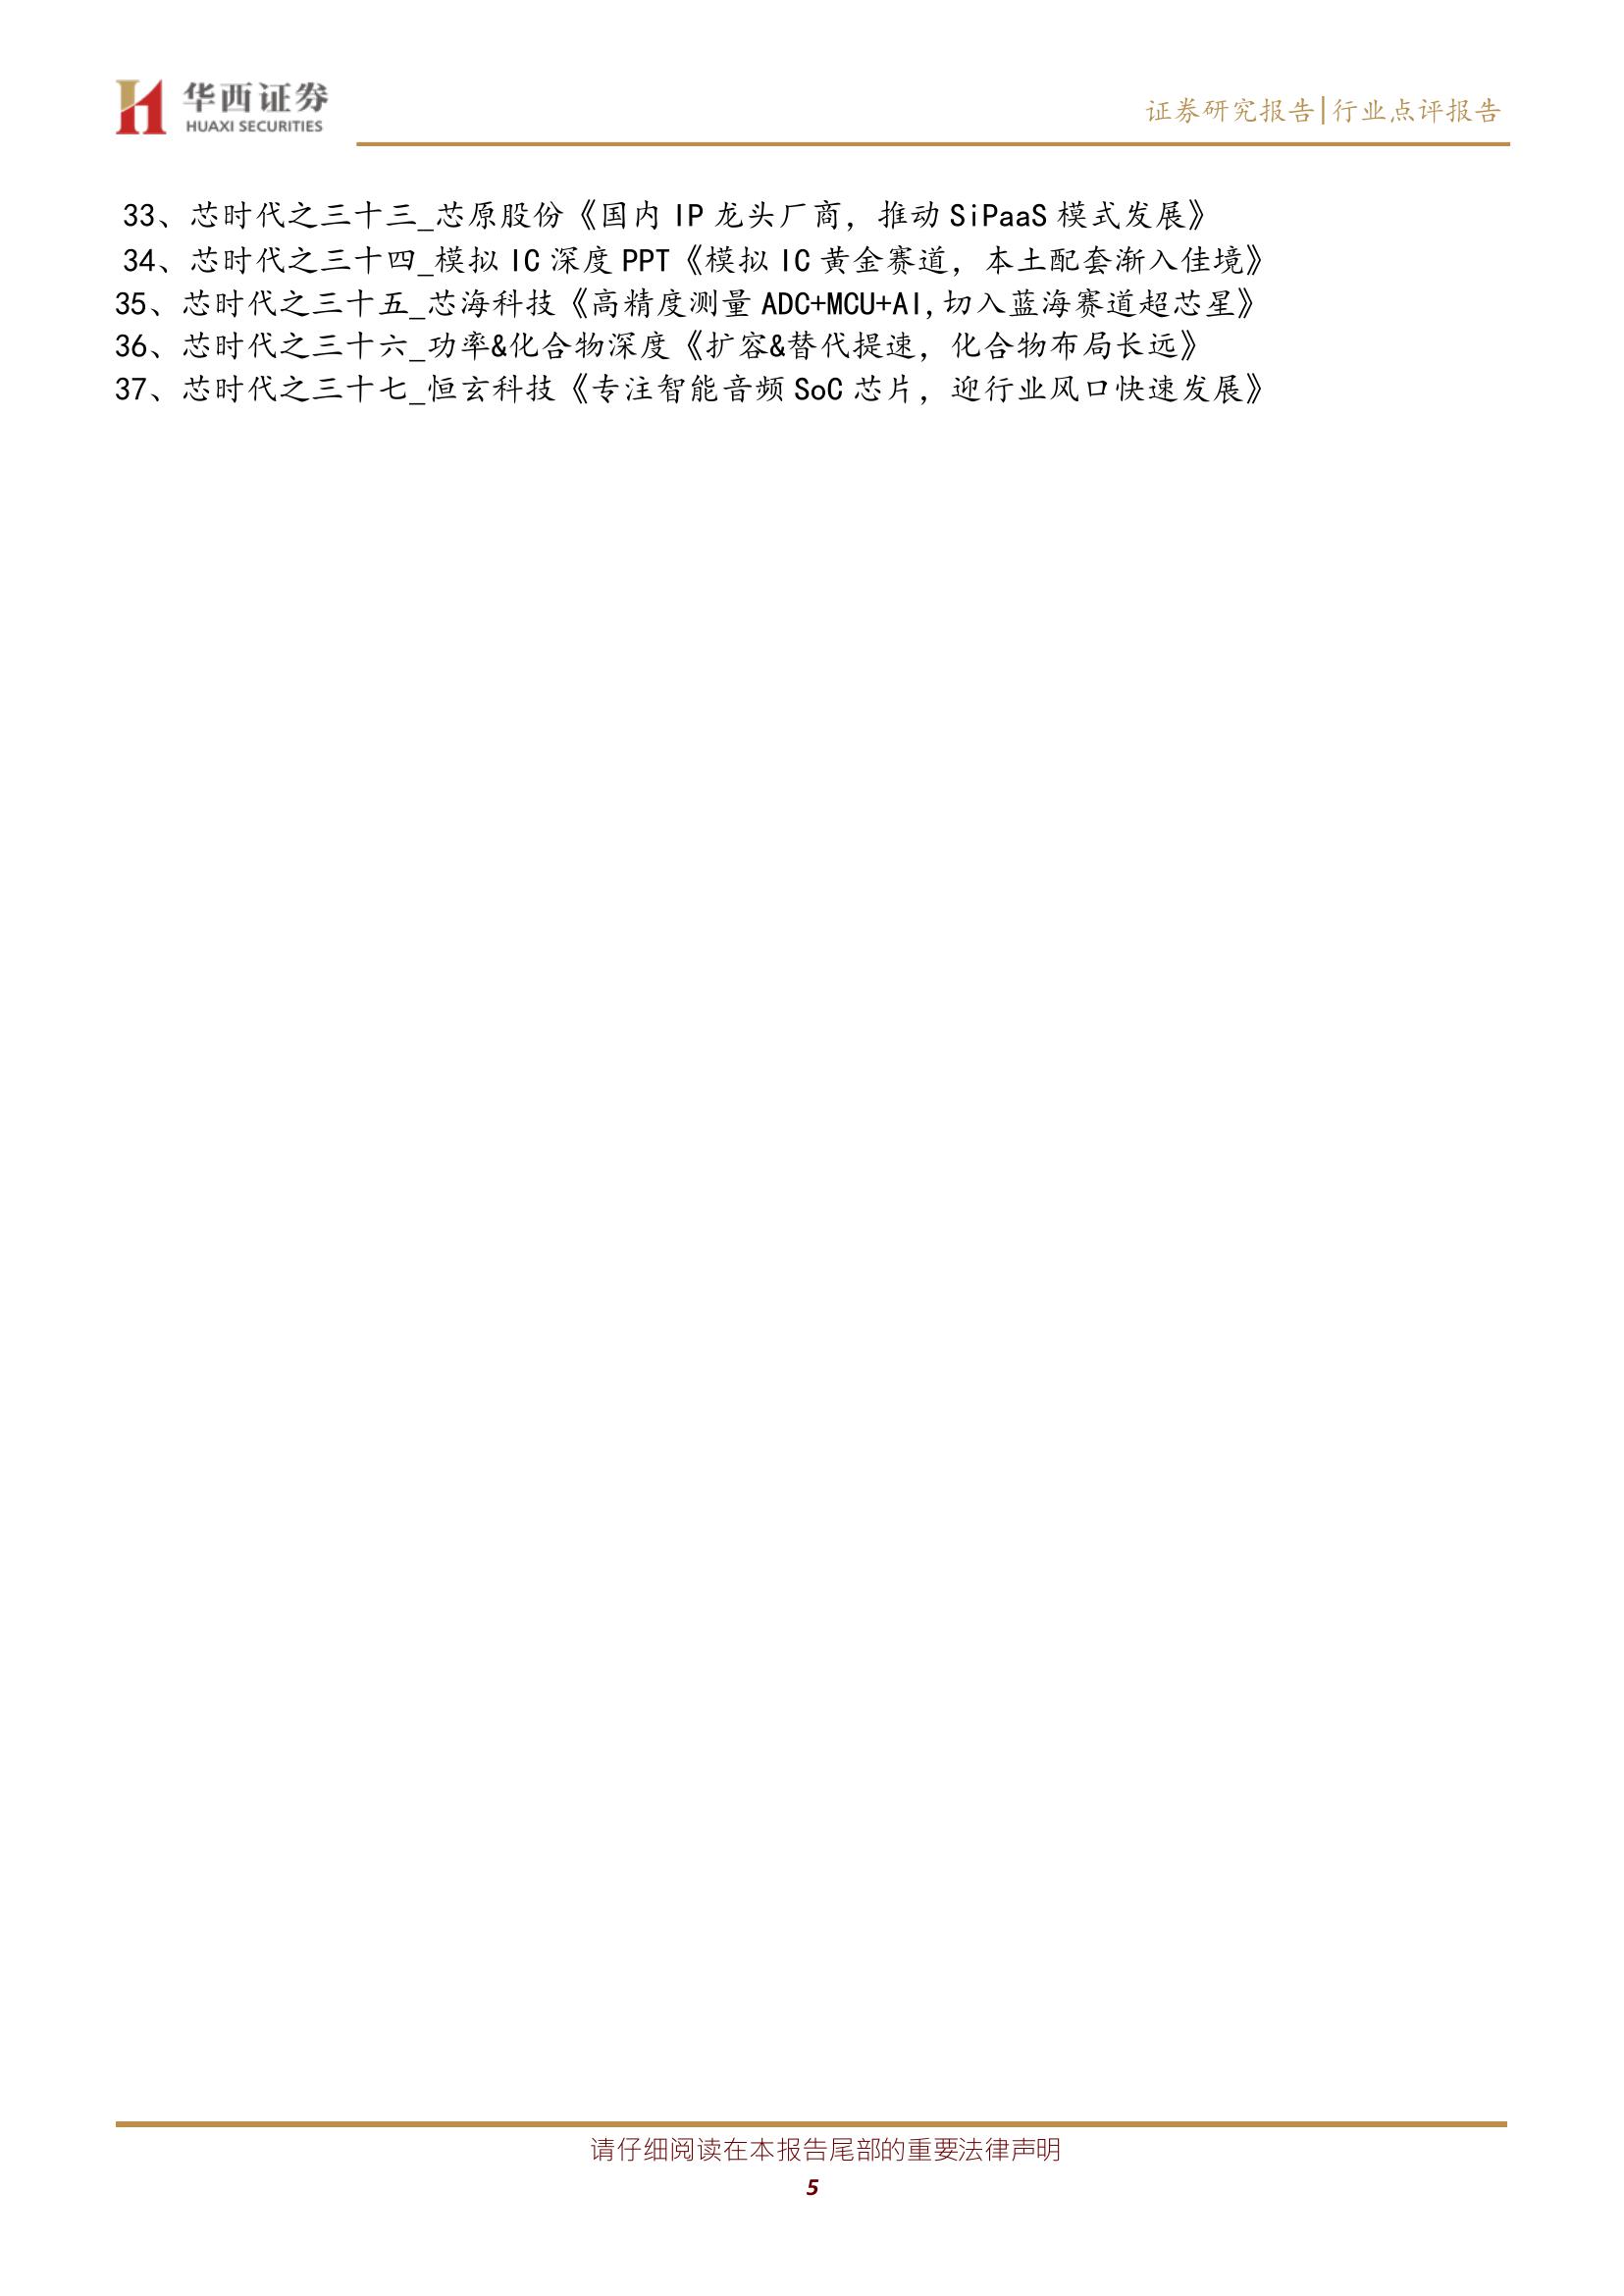 华西证券
HUAXI SECURITIES
证券研究报告|行业点评报告
33、芯时代之三十三_芯原股份《国内 IP 龙头厂商，推动 SiPaaS 模式发展》
34、芯时代之三十四_模拟 IC 深度 PPT《模拟 IC 黄金赛道，本土配套渐入佳境》
35、芯时代之三十五_芯海科技《高精度测量 ADC+MCU+AI,切入蓝海赛道超芯星》
36、芯时代之三十六_功率&化合物深度《扩容&替代提速，化合物布局长远》
37、芯时代之三十七_恒玄科技《专注智能音频 SoC 芯片，迎行业风口快速发展》
请仔细阅读在本报告尾部的重要法律声明
5